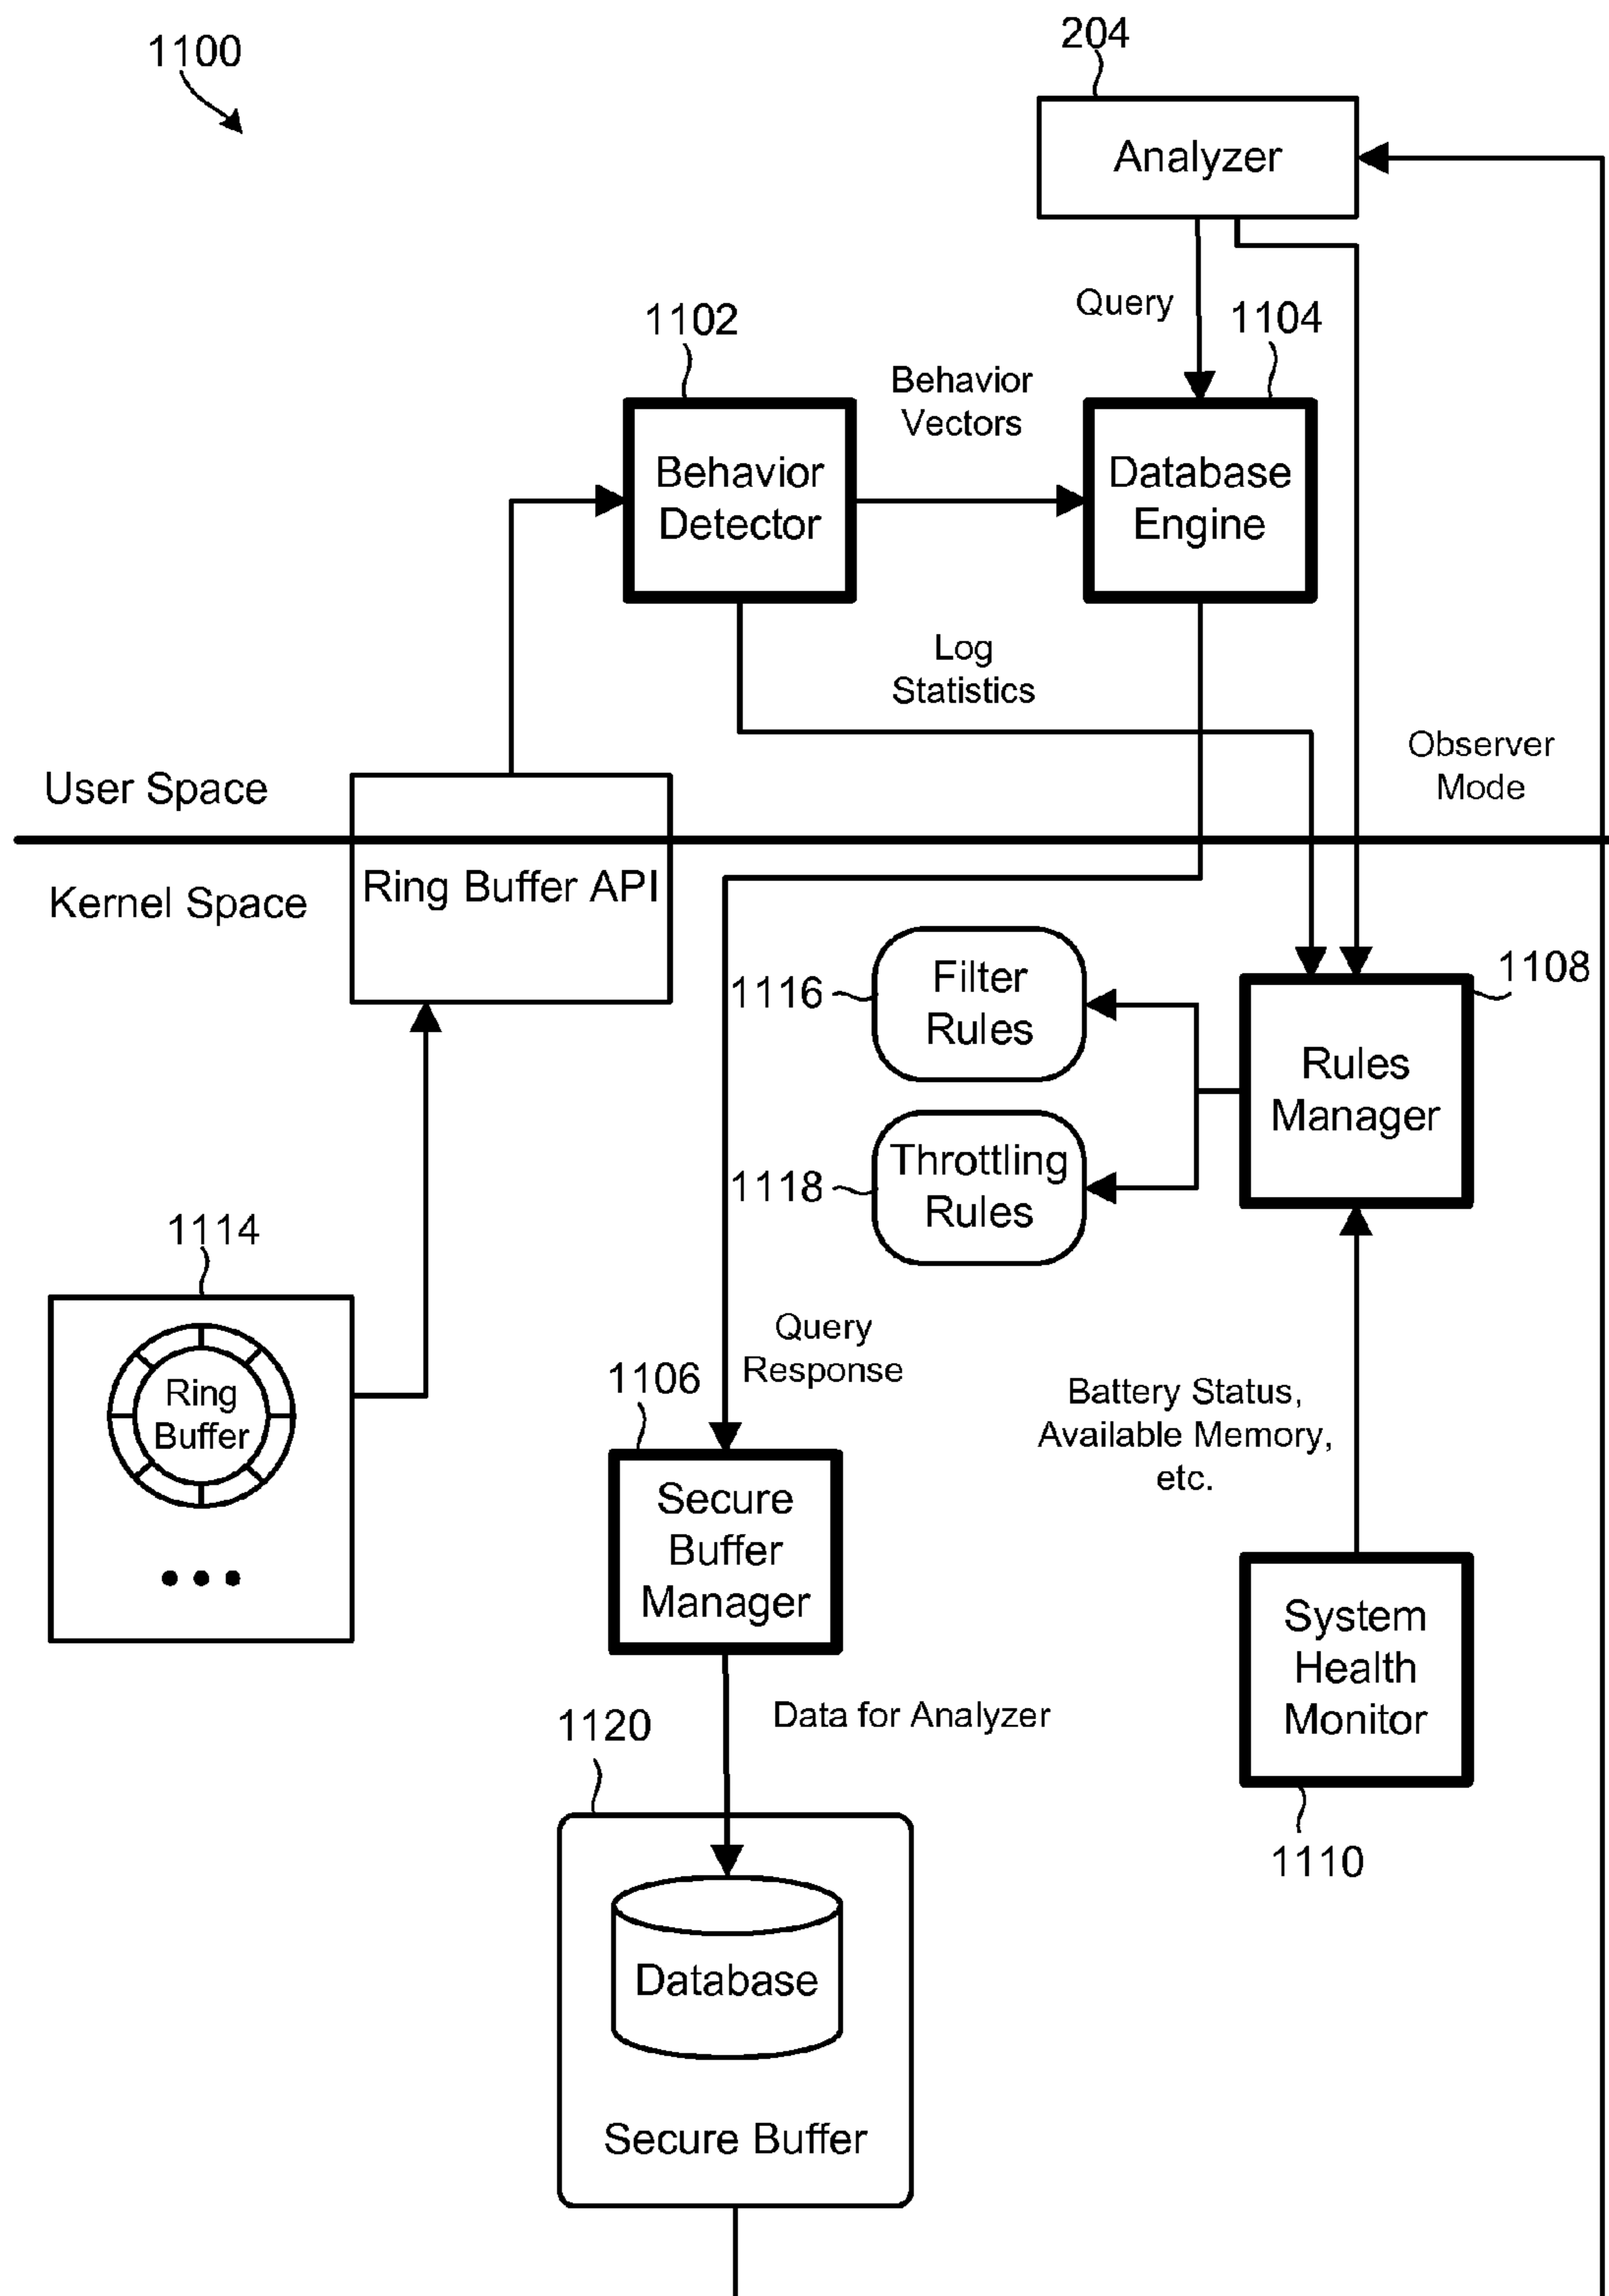 1100
204
Analyzer
Query
1104
1102
Behavior
Vectors
Behavior
Detector
Database
Engine
Log
Statistics
Observer
Mode
User Space
Kernel Space
Ring Buffer API
1116
Filter
Rules
1108
Rules
Manager
1118
Throttling
Rules
1114
Ring
Buffer
Query
Response
1106
Battery Status,
Available Memory,
etc.
Secure
Buffer
Manager
System
Health
Monitor
Data for Analyzer
1120
1110
Database
Secure Buffer